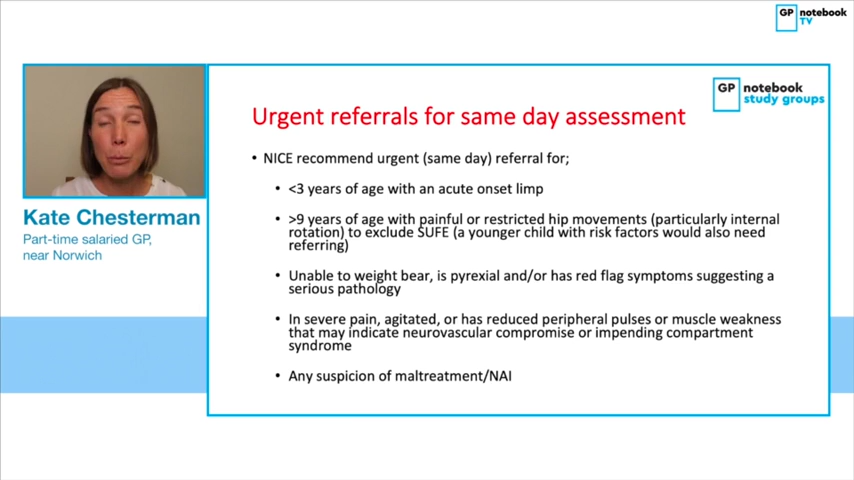 GP notebook
TV
GP notebook
study groups
Urgent referrals for same day assessment
• NICE recommend urgent (same day) referral for;
• <3 years of age with an acute onset limp
• >9 years of age with painful or restricted hip movements (particularly internal
rotation) to exclude SUFE (a younger child with risk factors would also need
referring)
• Unable to weight bear, is pyrexial and/or has red flag symptoms suggesting a
serious pathology
• In severe pain, agitated, or has reduced peripheral pulses or muscle weakness
that may indicate neurovascular compromise or impending compartment
syndrome
• Any suspicion of maltreatment/NAI
Kate Chesterman
Part-time salaried GP,
near Norwich